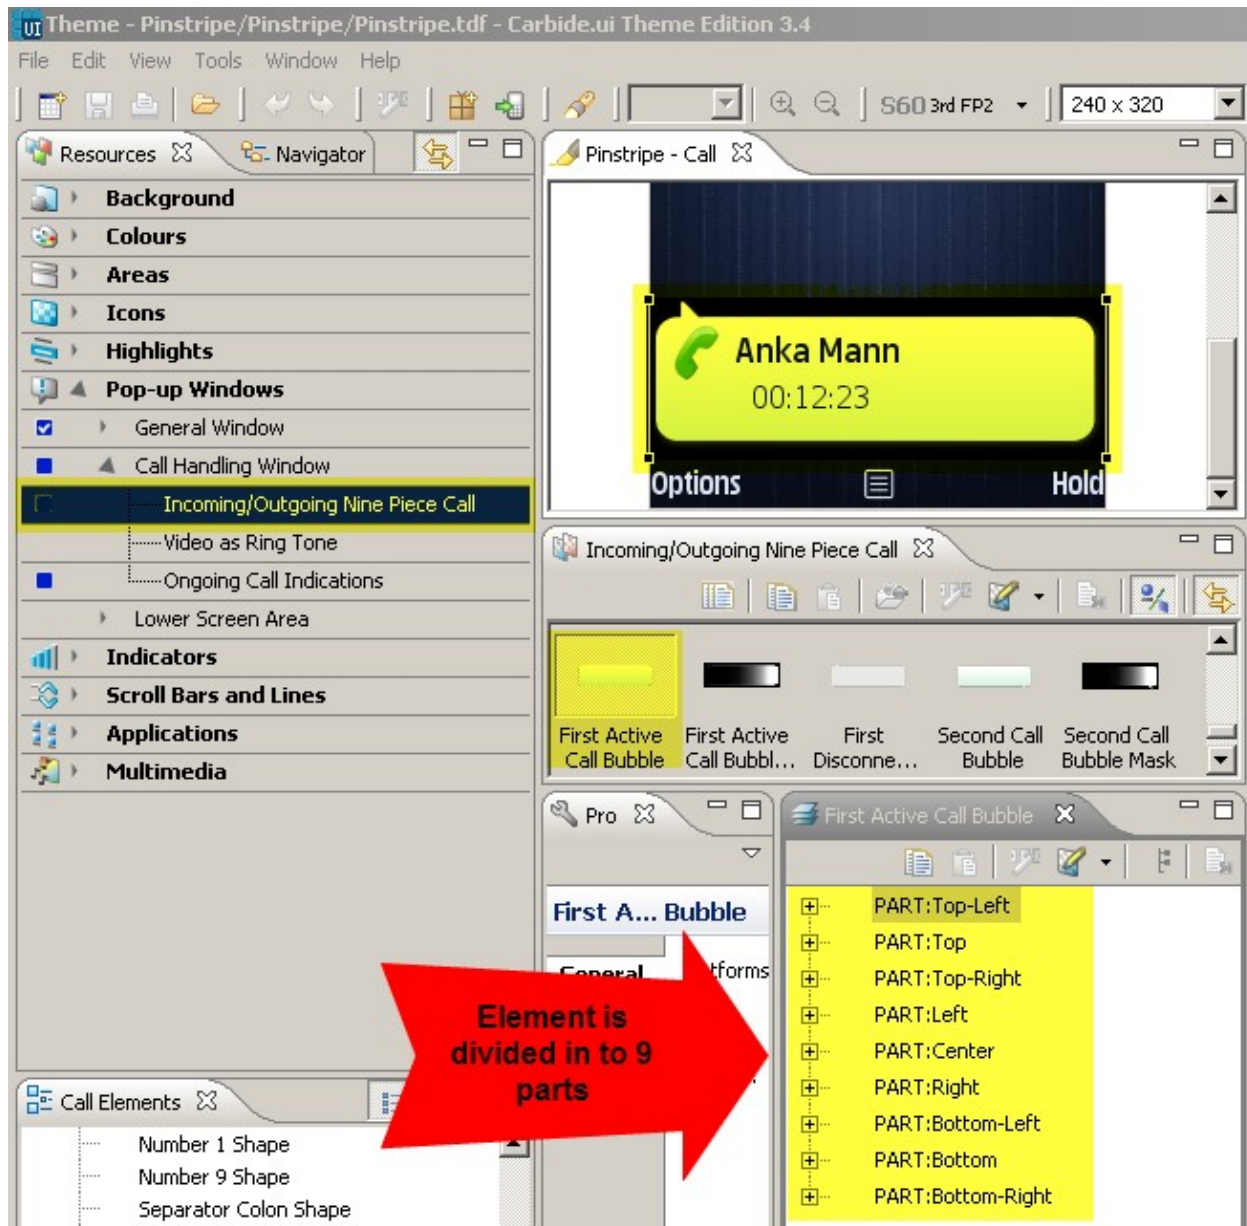 UI Theme - Pinstripe/Pinstripe/Pinstripe.tdf - Carbide.ui Theme Edition 3.4
File Edit View Tools Window Help
S60 3rd FP2 240 x 320
Resources Navigator
Background
Colours
Areas
Icons
Highlights
Pop-up Windows
General Window
Call Handling Window
Incoming/Outgoing Nine Piece Call
Video as Ring Tone
Ongoing Call Indications
Lower Screen Area
Indicators
Scroll Bars and Lines
Applications
Multimedia
Call Elements
Number 1 Shape
Number 9 Shape
Separator Colon Shape
Pinstripe - Call
Anka Mann
00:12:23
Options Hold
Incoming/Outgoing Nine Piece Call
First Active Call Bubble
First Active Call Bubbl...
First Disconne...
Second Call Bubble
Second Call Bubble Mask
Pro
First A... Bubble
General tforms
Element is
divided in to 9
parts
First Active Call Bubble
PART:Top-Left
PART:Top
PART:Top-Right
PART:Left
PART:Center
PART:Right
PART:Bottom-Left
PART:Bottom
PART:Bottom-Right